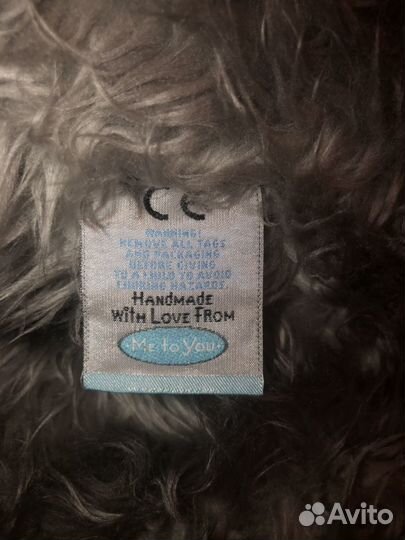 CE
WARNING!
REMOVE ALL TAGS
AND PACKAGING
BEFORE GIVING
TO A CHILD TO AVOID
CHOKING HAZARDS.
HANDMADE
WITH LOVE FROM
·ME TO YOU·
Avito